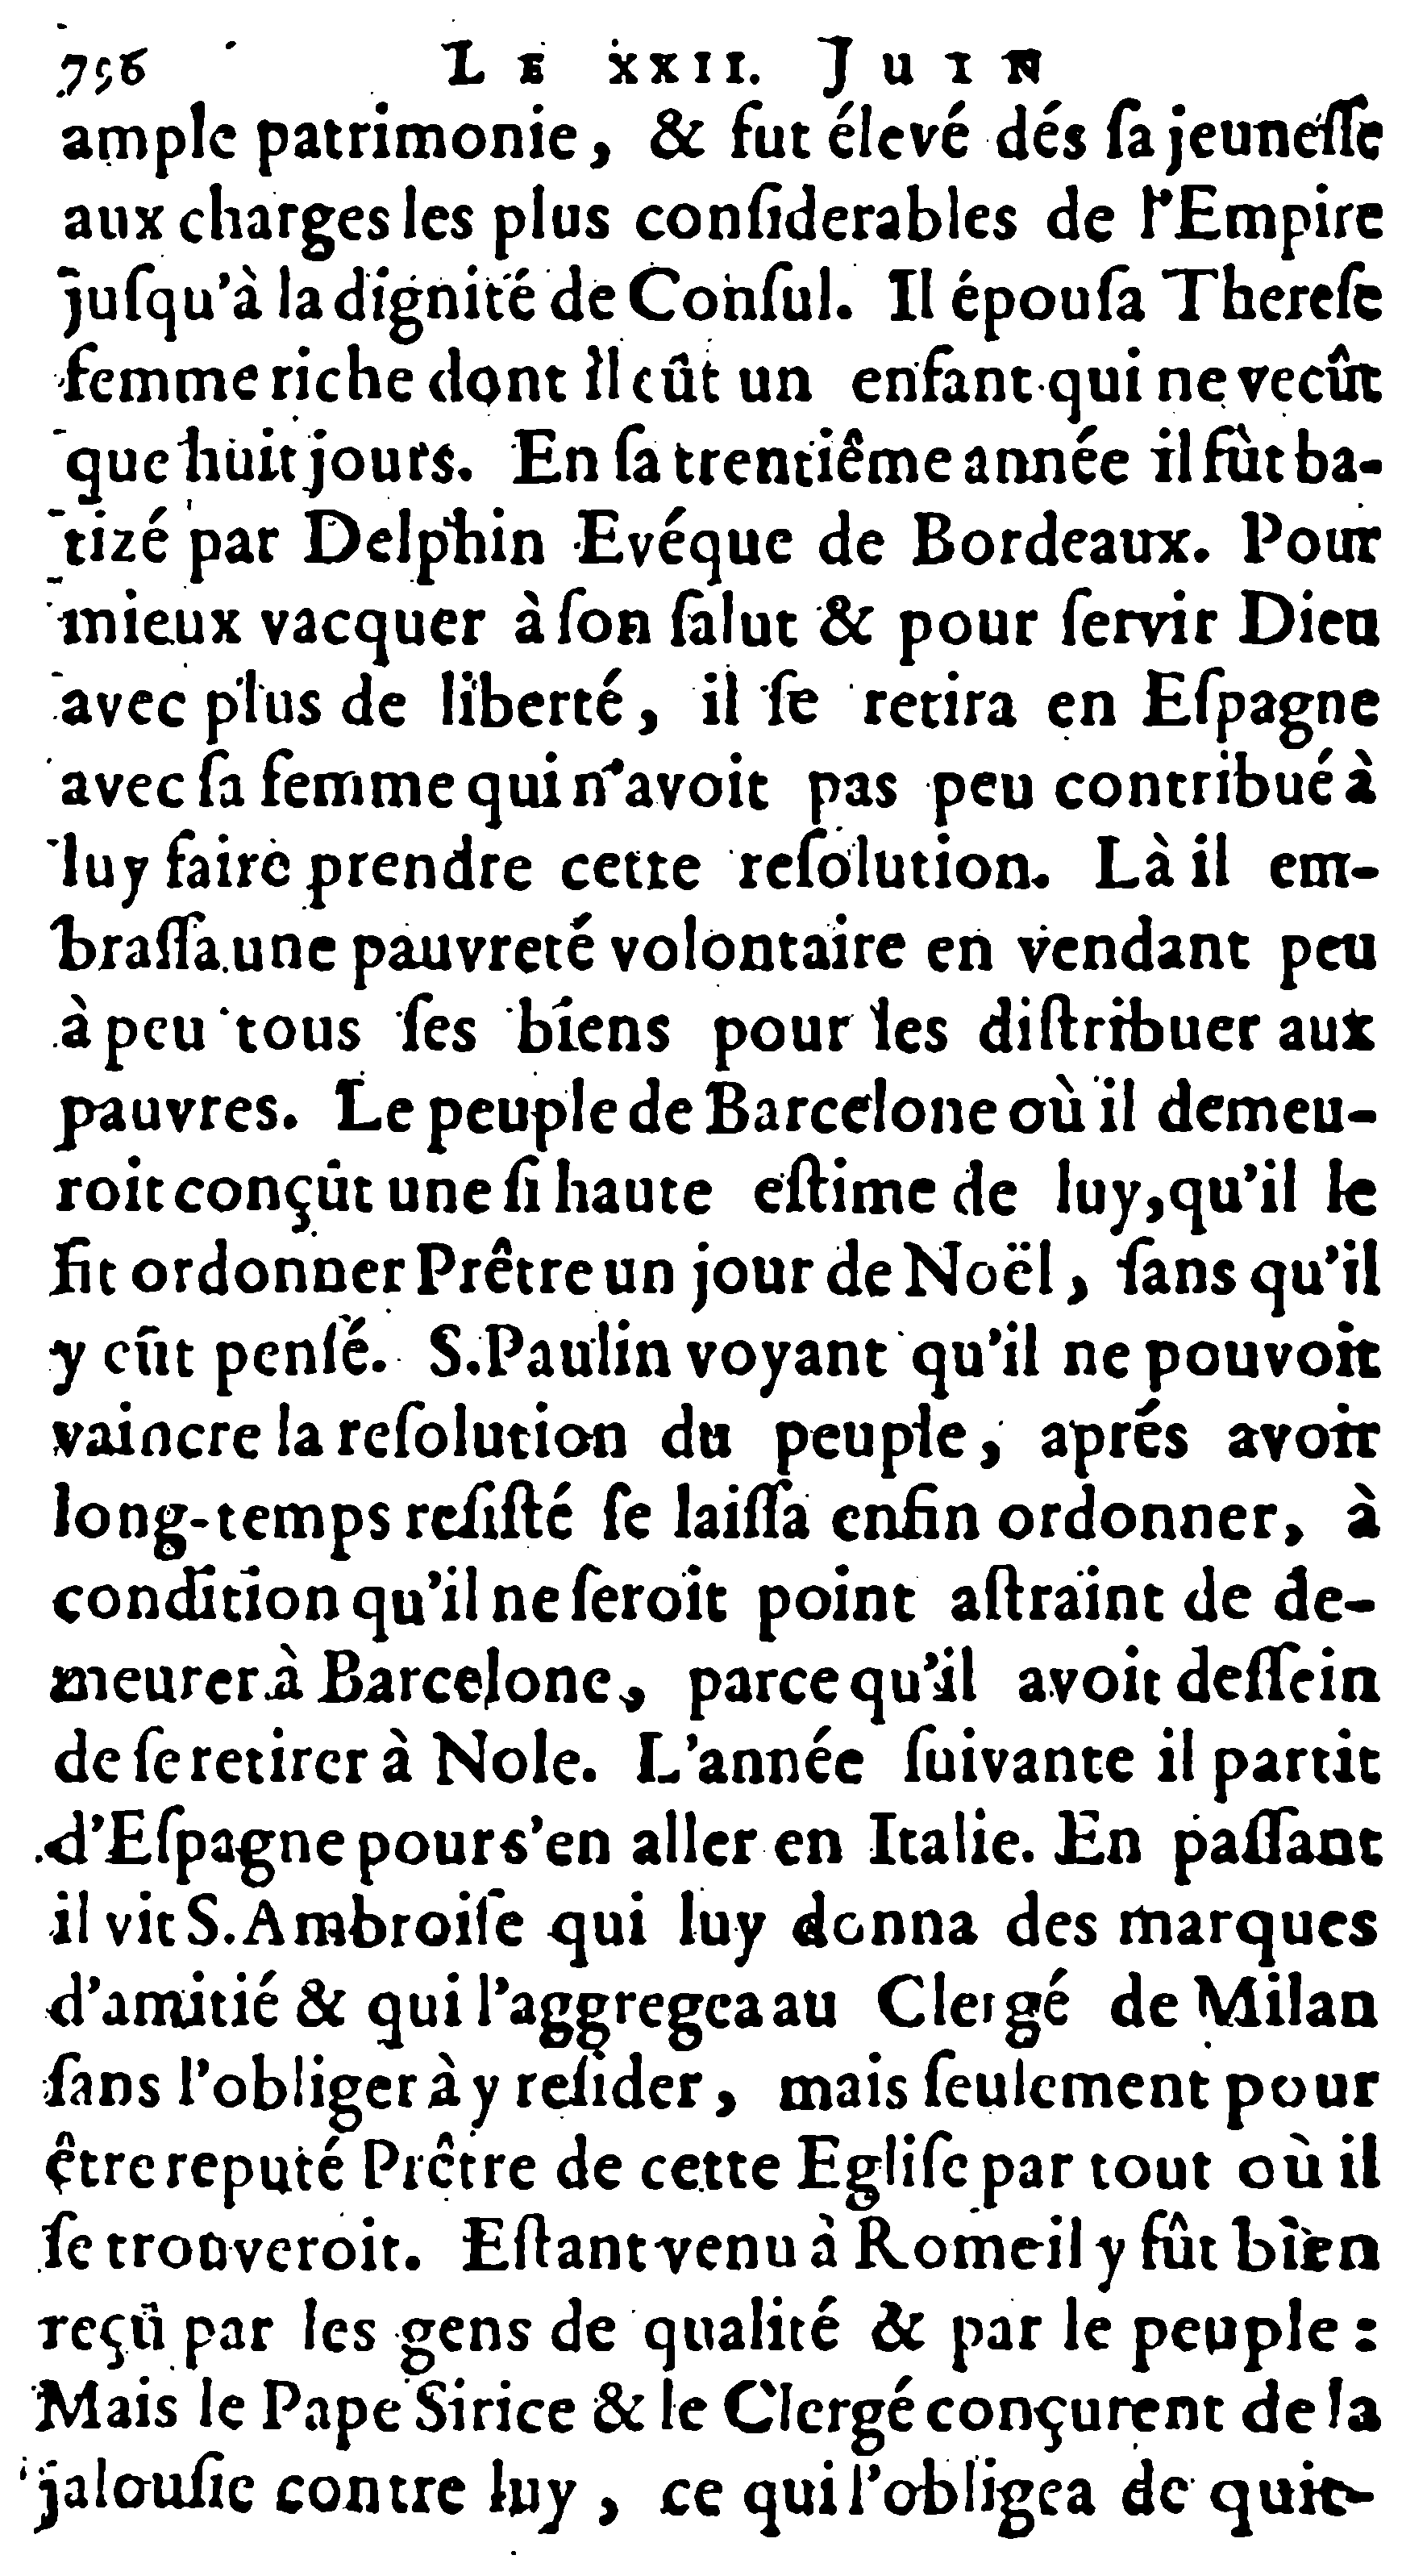 756 LE XXII. JUIN
ample patrimonie, & fut élevé dés ſa jeuneſſe
aux charges les plus conſiderables de l'Empire
juſqu'à la dignité de Conſul. Il épouſa Thereſe
femme riche dont il eût un enfant qui ne vecût
que huit jours. En ſa trentiême année il fût ba-
tizé par Delphin Evéque de Bordeaux. Pour
mieux vacquer à ſon ſalut & pour ſervir Dieu
avec plus de liberté, il ſe retira en Eſpagne
avec ſa femme qui n'avoit pas peu contribué à
luy faire prendre cette reſolution. Là il em-
braſſa une pauvreté volontaire en vendant peu
à peu tous ſes biens pour les diſtribuer aux
pauvres. Le peuple de Barcelone où il demeu-
roit conçût une ſi haute eſtime de luy, qu'il le
fit ordonner Prêtre un jour de Noël, ſans qu'il
y eût penſé. S. Paulin voyant qu'il ne pouvoit
vaincre la reſolution du peuple, aprés avoir
long-temps reſiſté ſe laiſſa enfin ordonner, à
condition qu'il ne ſeroit point aſtraint de de-
meurer à Barcelone, parce qu'il avoit deſſein
de ſe retirer à Nole. L'année ſuivante il partit
d'Eſpagne pour s'en aller en Italie. En paſſant
il vit S. Ambroiſe qui luy donna des marques
d'amitié & qui l'aggregea au Clergé de Milan
ſans l'obliger à y reſider, mais ſeulement pour
être reputé Prêtre de cette Egliſe par tout où il
ſe trouveroit. Eſtant venu à Rome il y fût bien
reçû par les gens de qualité & par le peuple:
Mais le Pape Sirice & le Clergé conçurent de la
jalouſie contre luy, ce qui l'obligea de quit-